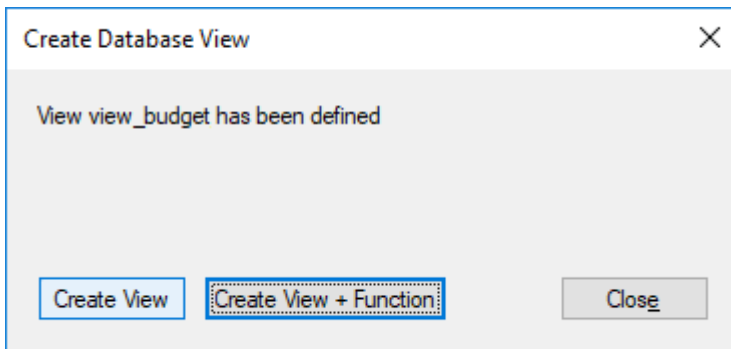 Create Database View
View view_budget has been defined
Create View
Create View + Function
Close